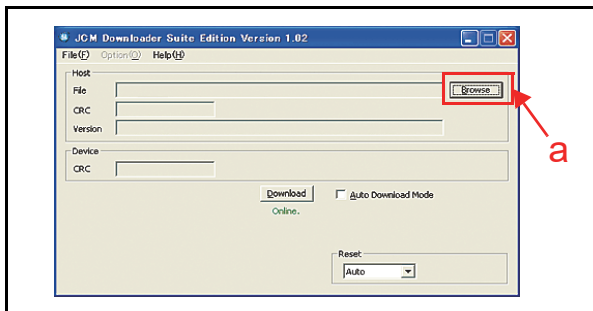 JCM Downloader Suite Edition Version 1.02
File(F) Option(O) Help(H)
Host
File Browse
CRC
Version
a
Device
CRC
Download Auto Download Mode
Online.
Reset
Auto